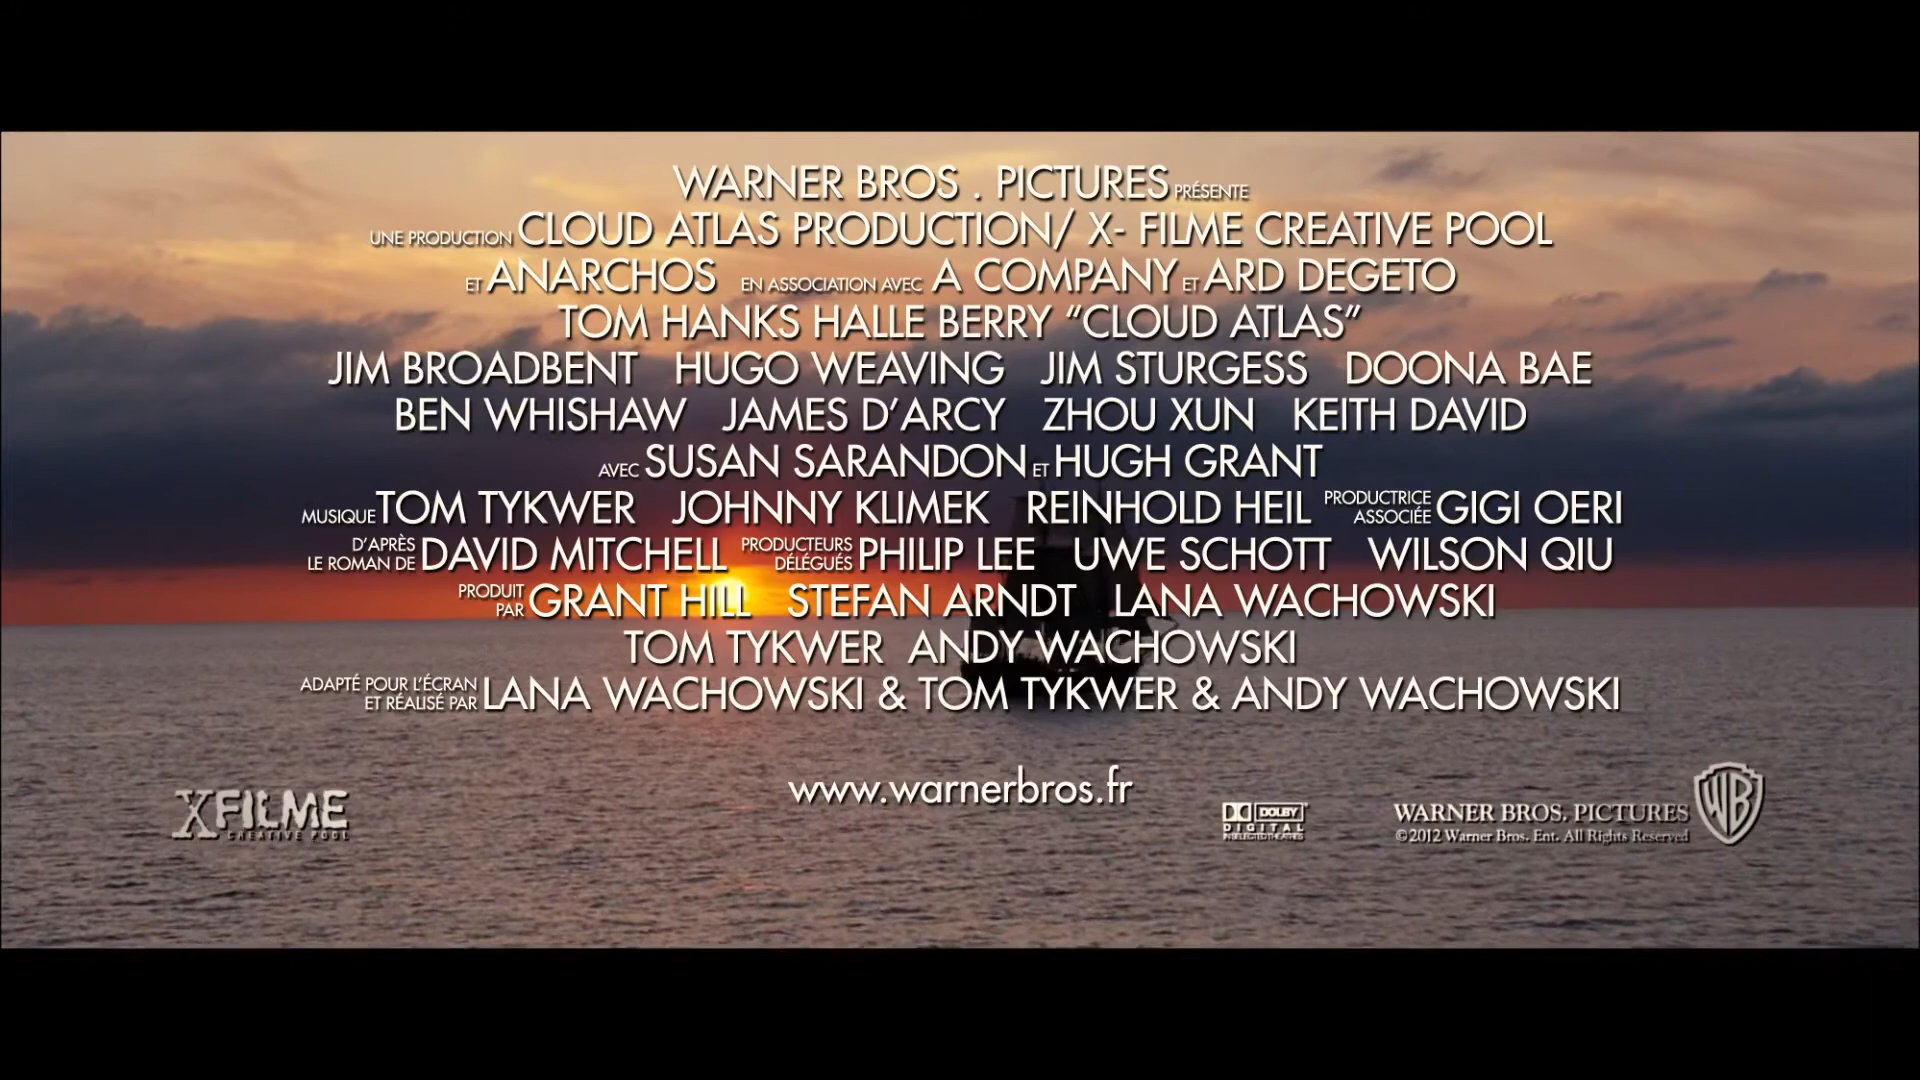 WARNER BROS . PICTURES PRÉSENTE
UNE PRODUCTION CLOUD ATLAS PRODUCTION/ X- FILME CREATIVE POOL
ET ANARCHOS EN ASSOCIATION AVEC A COMPANY ET ARD DEGETO
TOM HANKS HALLE BERRY “CLOUD ATLAS”
JIM BROADBENT HUGO WEAVING JIM STURGESS DOONA BAE
BEN WHISHAW JAMES D’ARCY ZHOU XUN KEITH DAVID
AVEC SUSAN SARANDON ET HUGH GRANT
MUSIQUE TOM TYKWER JOHNNY KLIMEK REINHOLD HEIL PRODUCTRICE ASSOCIÉE GIGI OERI
D’APRÈS LE ROMAN DE DAVID MITCHELL PRODUCTEURS DÉLÉGUÉS PHILIP LEE UWE SCHOTT WILSON QIU
PRODUIT PAR GRANT HILL STEFAN ARNDT LANA WACHOWSKI
TOM TYKWER ANDY WACHOWSKI
ADAPTÉ POUR L’ÉCRAN ET RÉALISÉ PAR LANA WACHOWSKI & TOM TYKWER & ANDY WACHOWSKI
www.warnerbros.fr
XFILME
CREATIVE POOL
DOLBY
DIGITAL
IN SELECTED THEATRES
WARNER BROS. PICTURES
©2012 Warner Bros. Ent. All Rights Reserved
WB